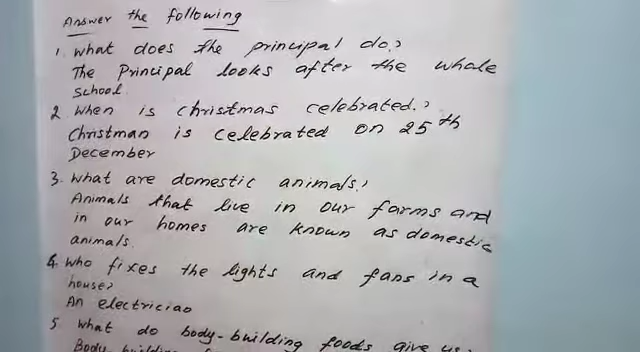 Answer the following
1. What does the principal do?
The Principal looks after the whole
school.
2. When is christmas celebrated.?
Christman is celebrated on 25th
December
3. What are domestic animals.?
Animals that live in our farms and
in our homes are known as domestic
animals.
4. Who fixes the lights and fans in a
house?
An electrician
5. What do body-building foods give us?
Body building